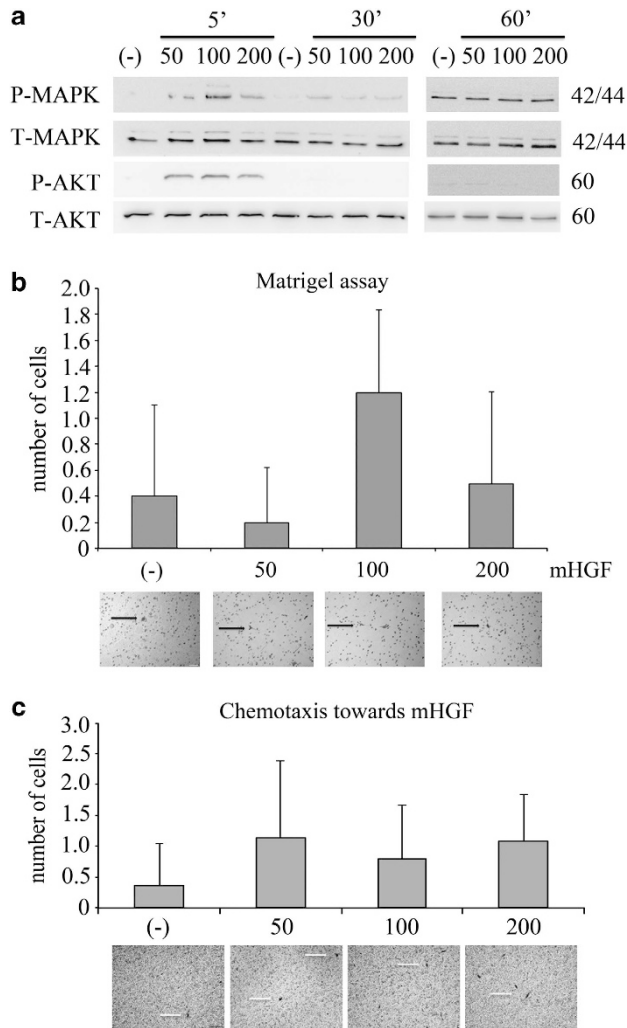 a
5’ 30’ 60’
(-) 50 100 200 (-) 50 100 200 (-) 50 100 200
P-MAPK 42/44
T-MAPK 42/44
P-AKT 60
T-AKT 60
b
Matrigel assay
2.0
1.8
1.6
1.4
1.2
1.0
0.8
0.6
0.4
0.2
0
number of cells
(-) 50 100 200 mHGF
c
Chemotaxis towards mHGF
3.0
2.5
2.0
1.5
1.0
0.5
0
number of cells
(-) 50 100 200